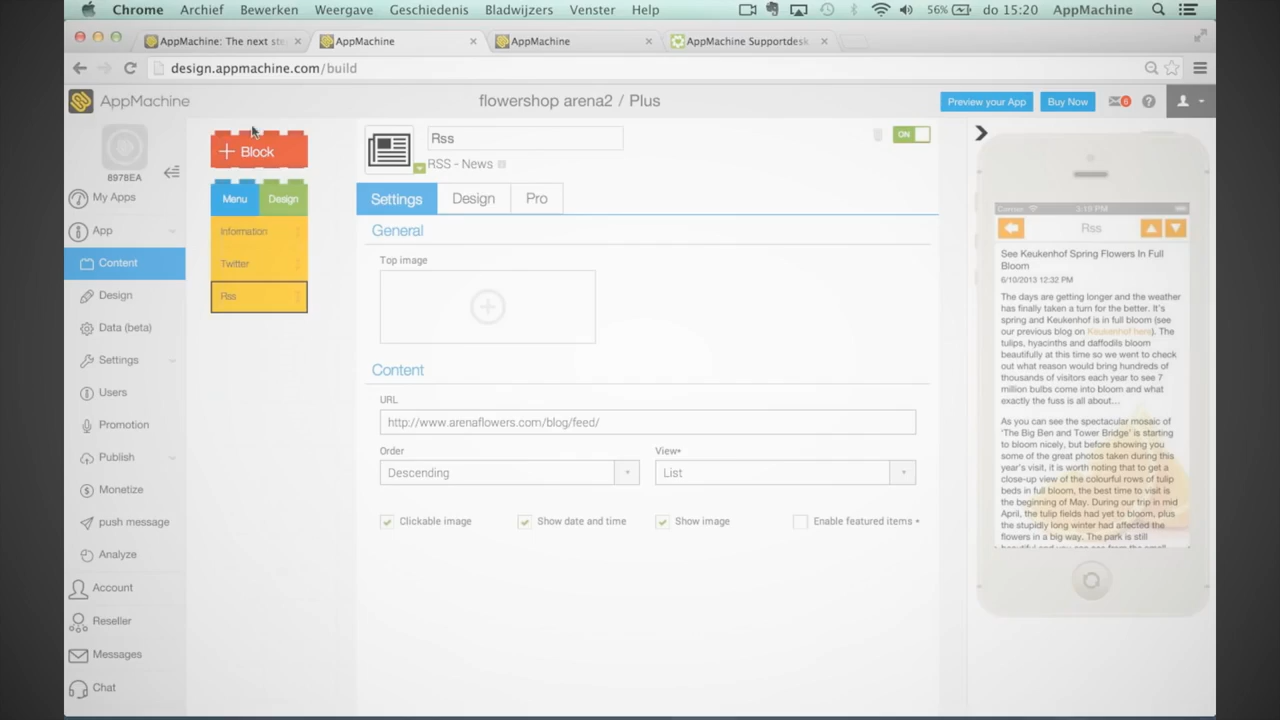 Chrome Archief Bewerken Weergave Geschiedenis Bladwijzers Venster Help 56% do 15:20 AppMachine
AppMachine: The next ste
AppMachine
AppMachine
AppMachine Supportdesk
design.appmachine.com/build
AppMachine
flowershop arena2 / Plus
Preview your App
Buy Now
6
?
8978EA
My Apps
App
Content
Design
Data (beta)
Settings
Users
Promotion
Publish
Monetize
push message
Analyze
Account
Reseller
Messages
Chat
+ Block
Menu Design
Information
Twitter
Rss
Rss
RSS - News
ON
Settings Design Pro
General
Top image
Content
URL
http://www.arenaflowers.com/blog/feed/
Order View*
Descending List
Clickable image Show date and time Show image Enable featured items *
Carrier 3:19 PM
Rss
See Keukenhof Spring Flowers In Full
Bloom
6/10/2013 12:32 PM
The days are getting longer and the weather
has finally taken a turn for the better. It's
spring and Keukenhof is in full bloom (see
our previous blog on Keukenhof here). The
tulips, hyacinths and daffodils bloom
beautifully at this time so we went to check
out what reason would bring hundreds of
thousands of visitors each year to see 7
million bulbs come into bloom and what
exactly the fuss is all about…
As you can see the spectacular mosaic of
'The Big Ben and Tower Bridge' is starting
to bloom nicely, but before showing you
some of the great photos taken during this
year's visit, it is worth noting that to get a
close-up view of the colourful rows of tulip
beds in full bloom, the best time to visit is
the beginning of May. During our trip in mid
April, the tulip fields had yet to bloom, plus
the stupidly long winter had affected the
flowers in a big way. The park is still